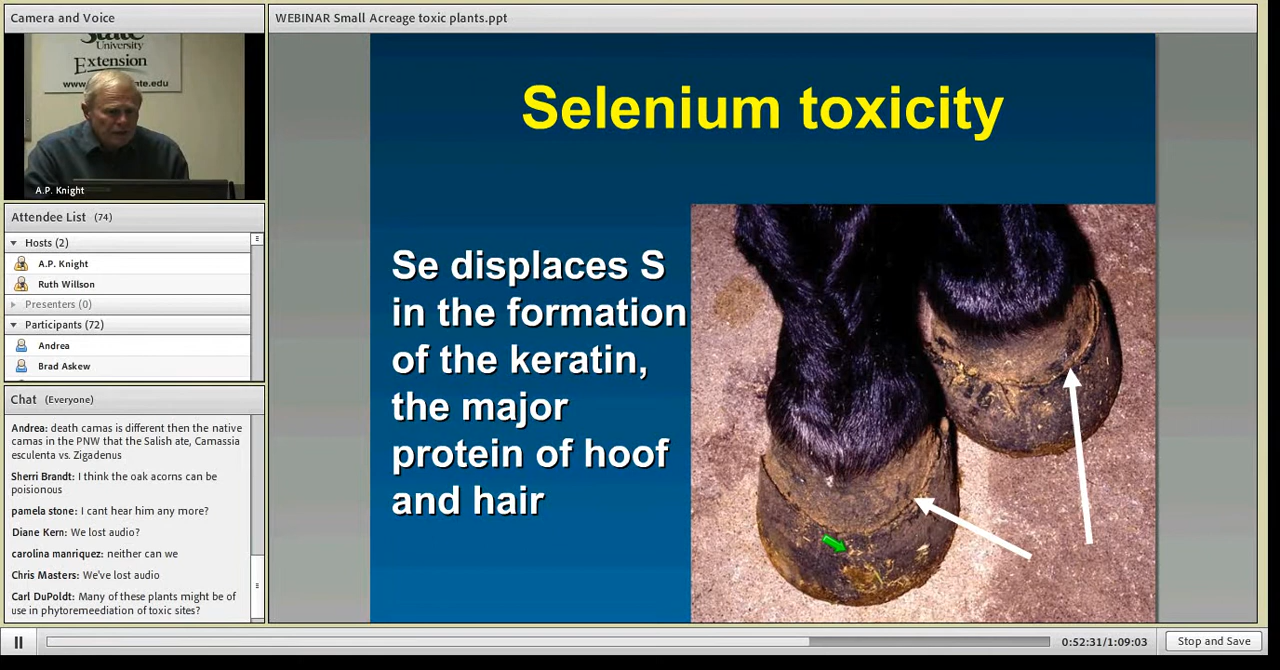 Camera and Voice
WEBINAR Small Acreage toxic plants.ppt
State
University
Extension
A.P. Knight
Attendee List (74)
Hosts (2)
A.P. Knight
Ruth Willson
Presenters (0)
Participants (72)
Andrea
Brad Askew
Chat (Everyone)
Andrea: death camas is different then the native
camas in the PNW that the Salish ate, Camassia
esculenta vs. Zigadenus
Sherri Brandt: I think the oak acorns can be
poisionous
pamela stone: I cant hear him any more?
Diane Kern: We lost audio?
carolina manriquez: neither can we
Chris Masters: We've lost audio
Carl DuPoldt: Many of these plants might be of
use in phytoremeediation of toxic sites?
Selenium toxicity
Se displaces S
in the formation
of the keratin,
the major
protein of hoof
and hair
0:52:31/1:09:03
Stop and Save